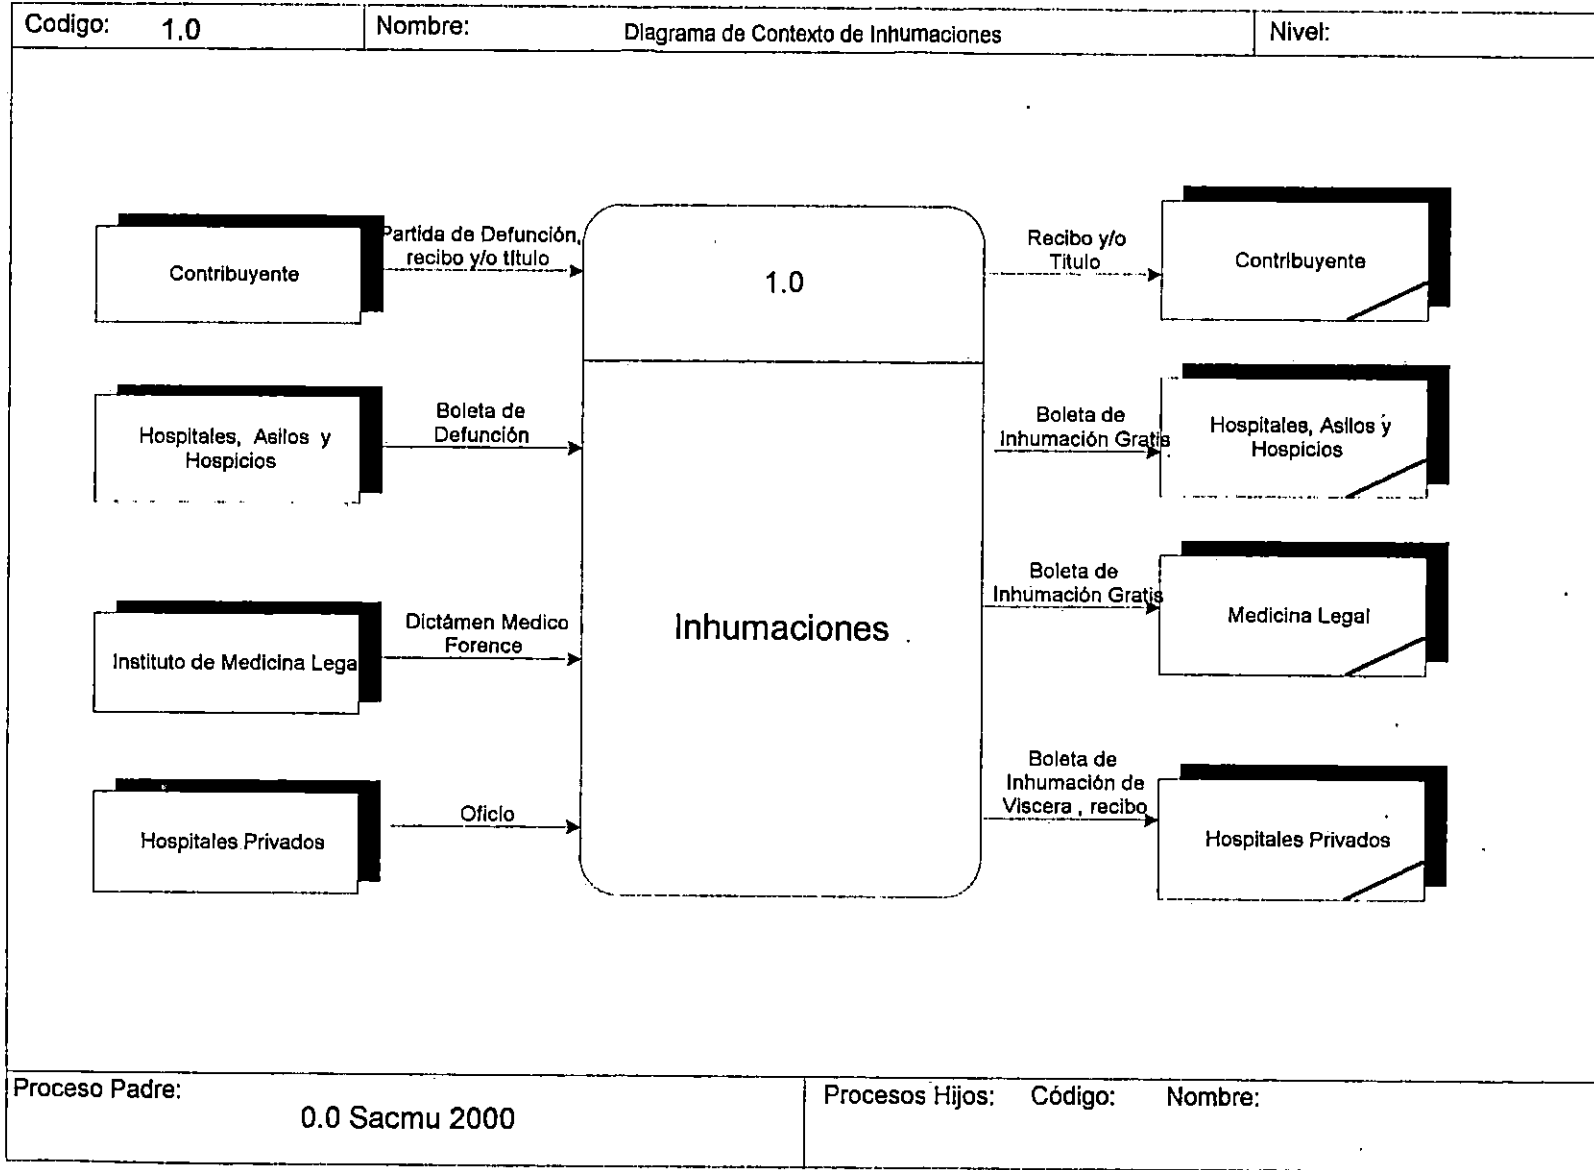 Codigo: 1.0 Nombre: Diagrama de Contexto de Inhumaciones Nivel:
Contribuyente
Partida de Defunción,
recibo y/o título
1.0
Recibo y/o
Título
Contribuyente
Hospitales, Asilos y
Hospicios
Boleta de
Defunción
Boleta de
Inhumación Gratis
Hospitales, Asilos y
Hospicios
Instituto de Medicina Lega
Dictámen Medico
Forence
Inhumaciones
Boleta de
Inhumación Gratis
Medicina Legal
Hospitales Privados
Oficio
Boleta de
Inhumación de
Viscera , recibo
Hospitales Privados
Proceso Padre:
0.0 Sacmu 2000
Procesos Hijos: Código: Nombre: